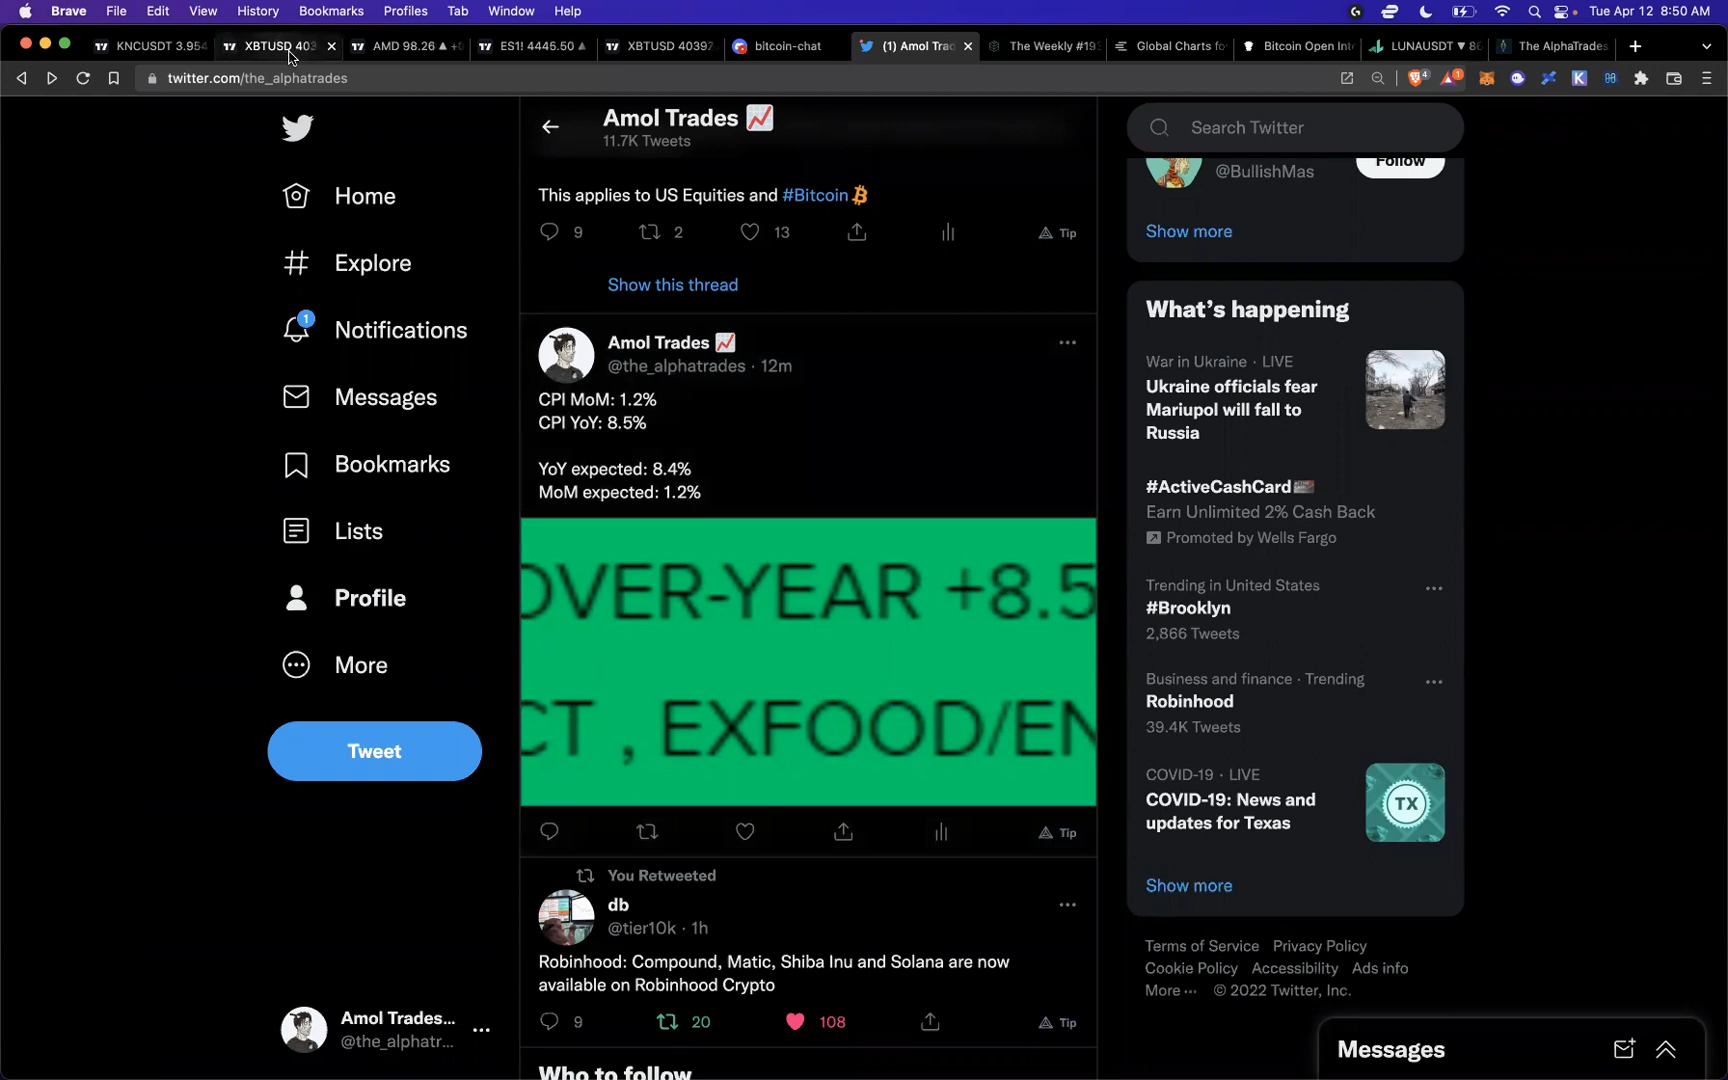 Brave File Edit View History Bookmarks Profiles Tab Window Help Tue Apr 12 8:50 AM
KNCUSDT 3.954 XBTUSD 403 AMD 98.26 ▲ +0 ES1! 4445.50 ▲ XBTUSD 40397 bitcoin-chat (1) Amol Trad The Weekly #193 Global Charts fo Bitcoin Open Int LUNAUSDT ▼ 86 The AlphaTrades
twitter.com/the_alphatrades 4 1
Home
Explore
1
Notifications
Messages
Bookmarks
Lists
Profile
More
Tweet
Amol Trades...
@the_alphatr...
Amol Trades 📈
11.7K Tweets
This applies to US Equities and #Bitcoin
9 2 13 Tip
Show this thread
Amol Trades 📈
@the_alphatrades · 12m
CPI MoM: 1.2%
CPI YoY: 8.5%
YoY expected: 8.4%
MoM expected: 1.2%
OVER-YEAR +8.5
CT , EXFOOD/EN
Tip
You Retweeted
db
@tier10k · 1h
Robinhood: Compound, Matic, Shiba Inu and Solana are now
available on Robinhood Crypto
9 20 108 Tip
Who to follow
Search Twitter
@BullishMas
Follow
Show more
What's happening
War in Ukraine · LIVE
Ukraine officials fear
Mariupol will fall to
Russia
#ActiveCashCard
Earn Unlimited 2% Cash Back
Promoted by Wells Fargo
Trending in United States
#Brooklyn
2,866 Tweets
Business and finance · Trending
Robinhood
39.4K Tweets
COVID-19 · LIVE
COVID-19: News and
updates for Texas
TX
Show more
Terms of Service Privacy Policy
Cookie Policy Accessibility Ads info
More ··· © 2022 Twitter, Inc.
Messages